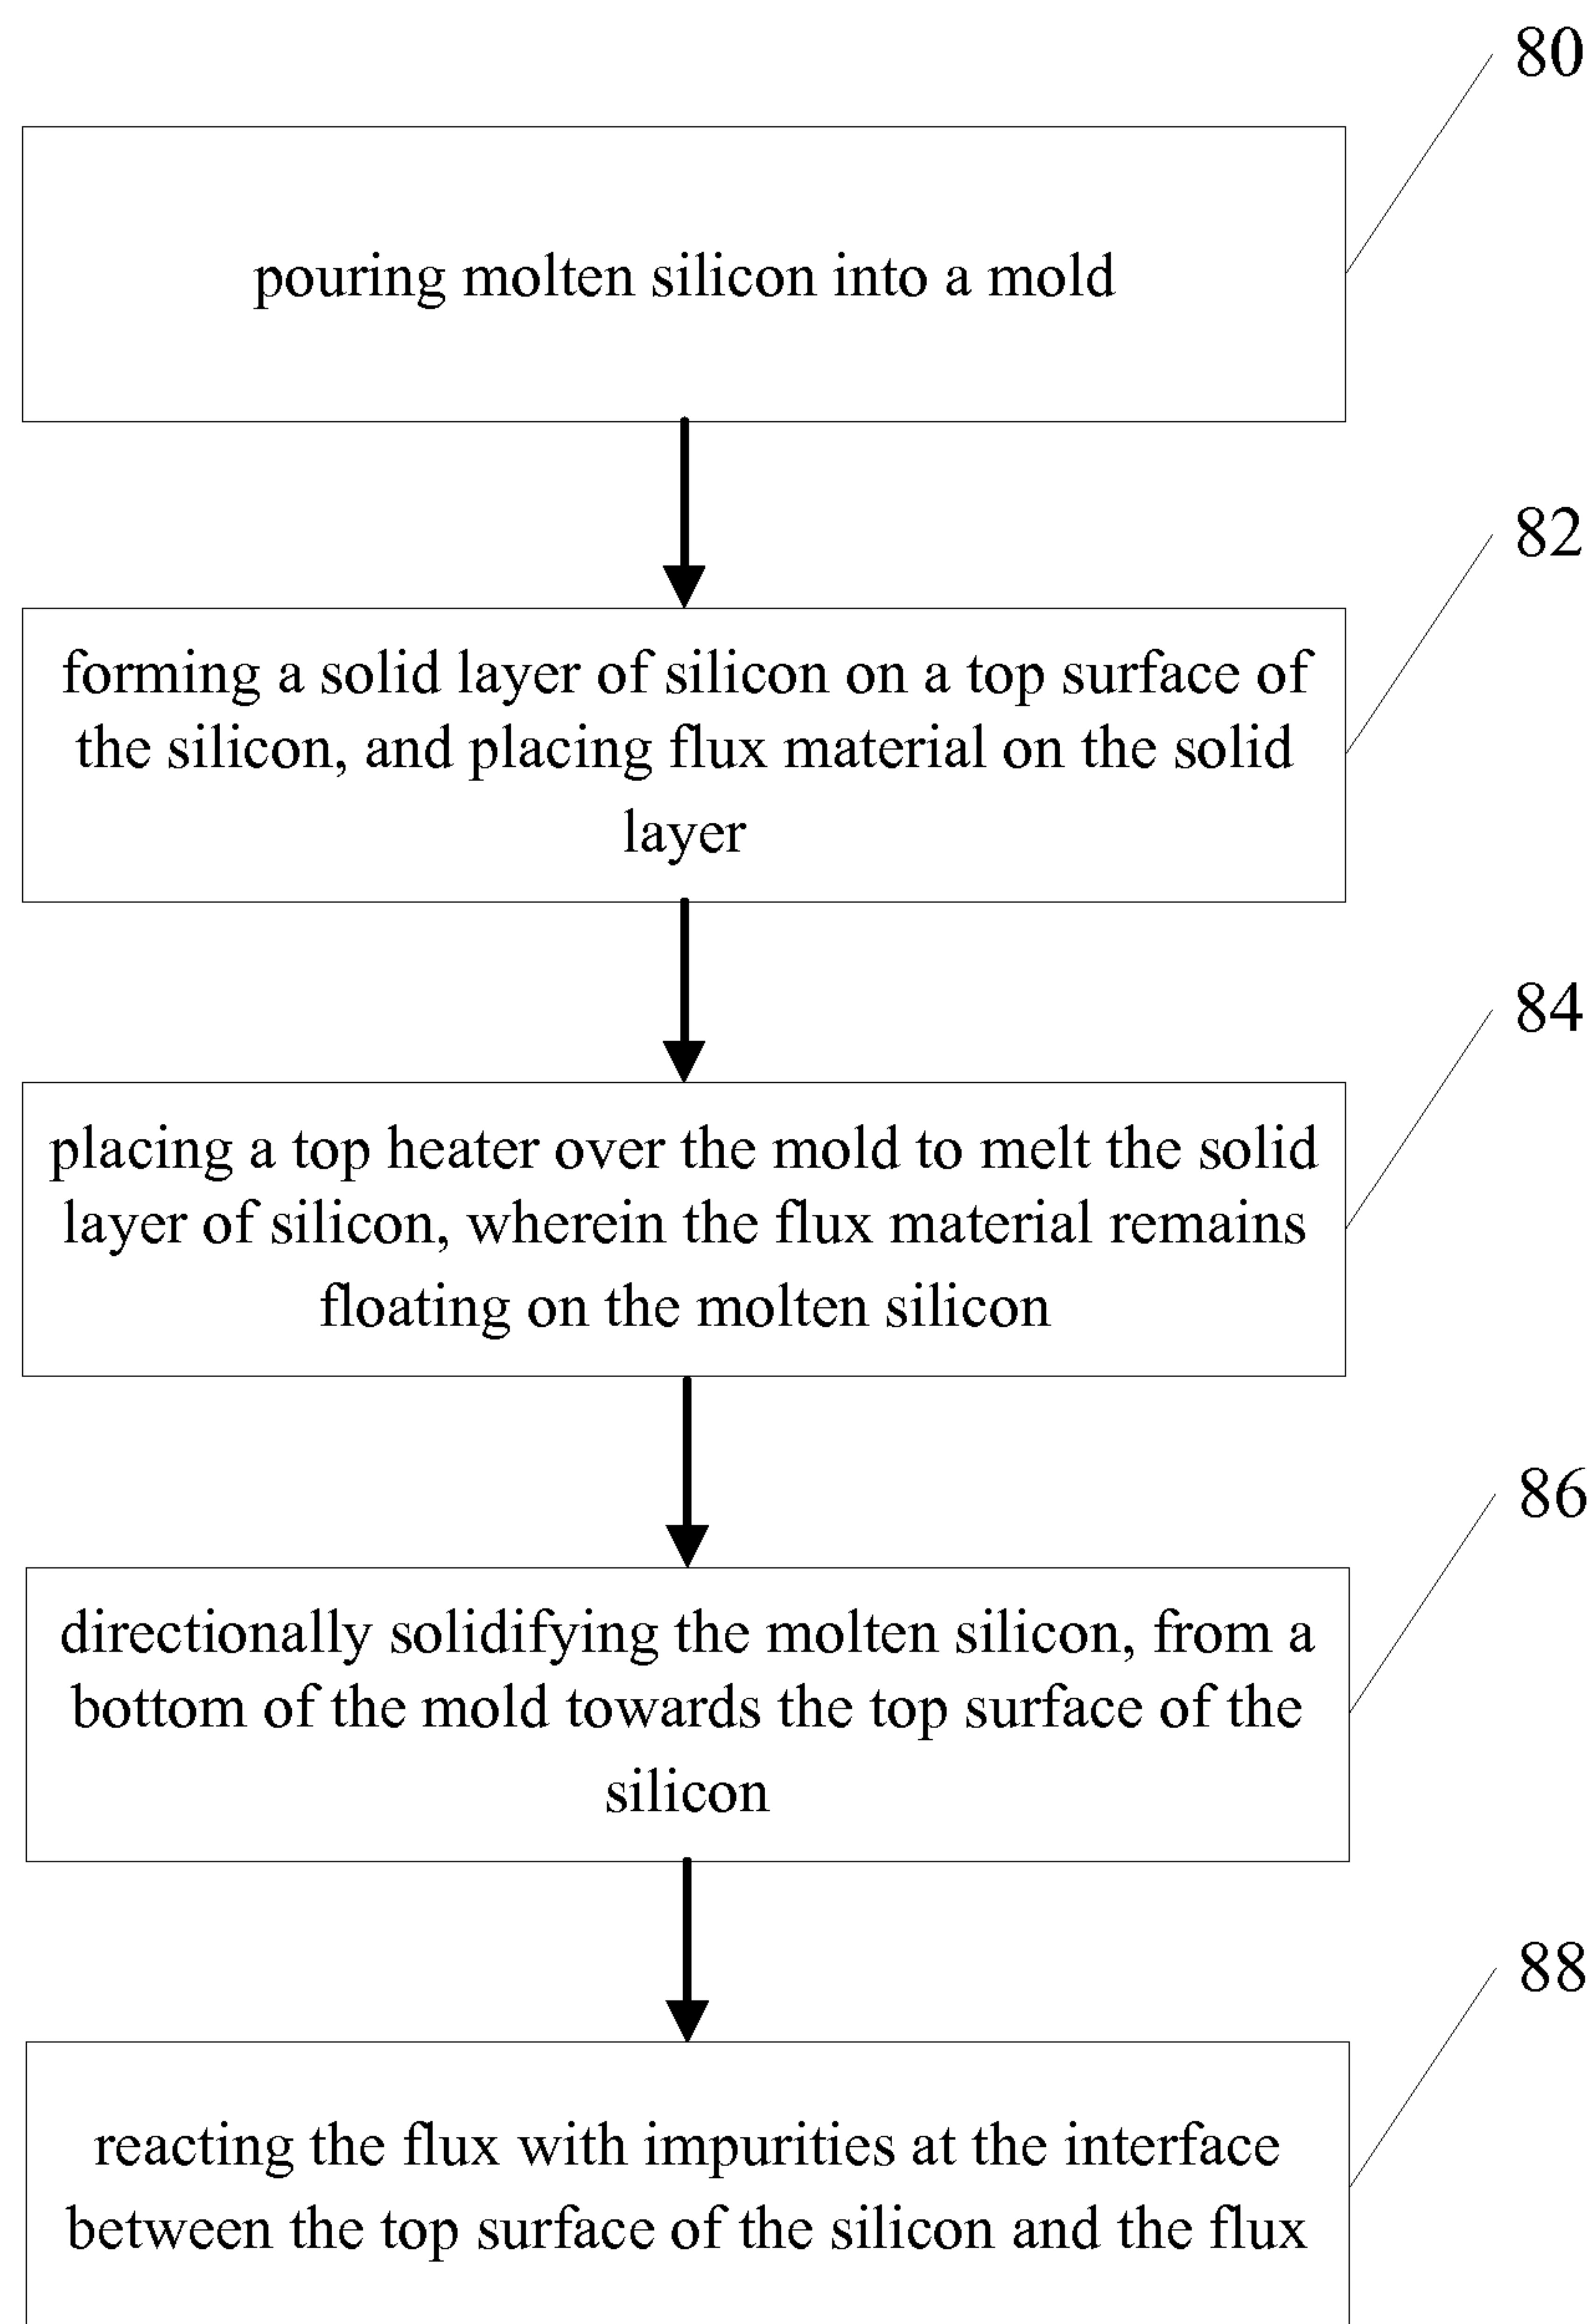 80
pouring molten silicon into a mold
82
forming a solid layer of silicon on a top surface of
the silicon, and placing flux material on the solid
layer
84
placing a top heater over the mold to melt the solid
layer of silicon, wherein the flux material remains
floating on the molten silicon
86
directionally solidifying the molten silicon, from a
bottom of the mold towards the top surface of the
silicon
88
reacting the flux with impurities at the interface
between the top surface of the silicon and the flux